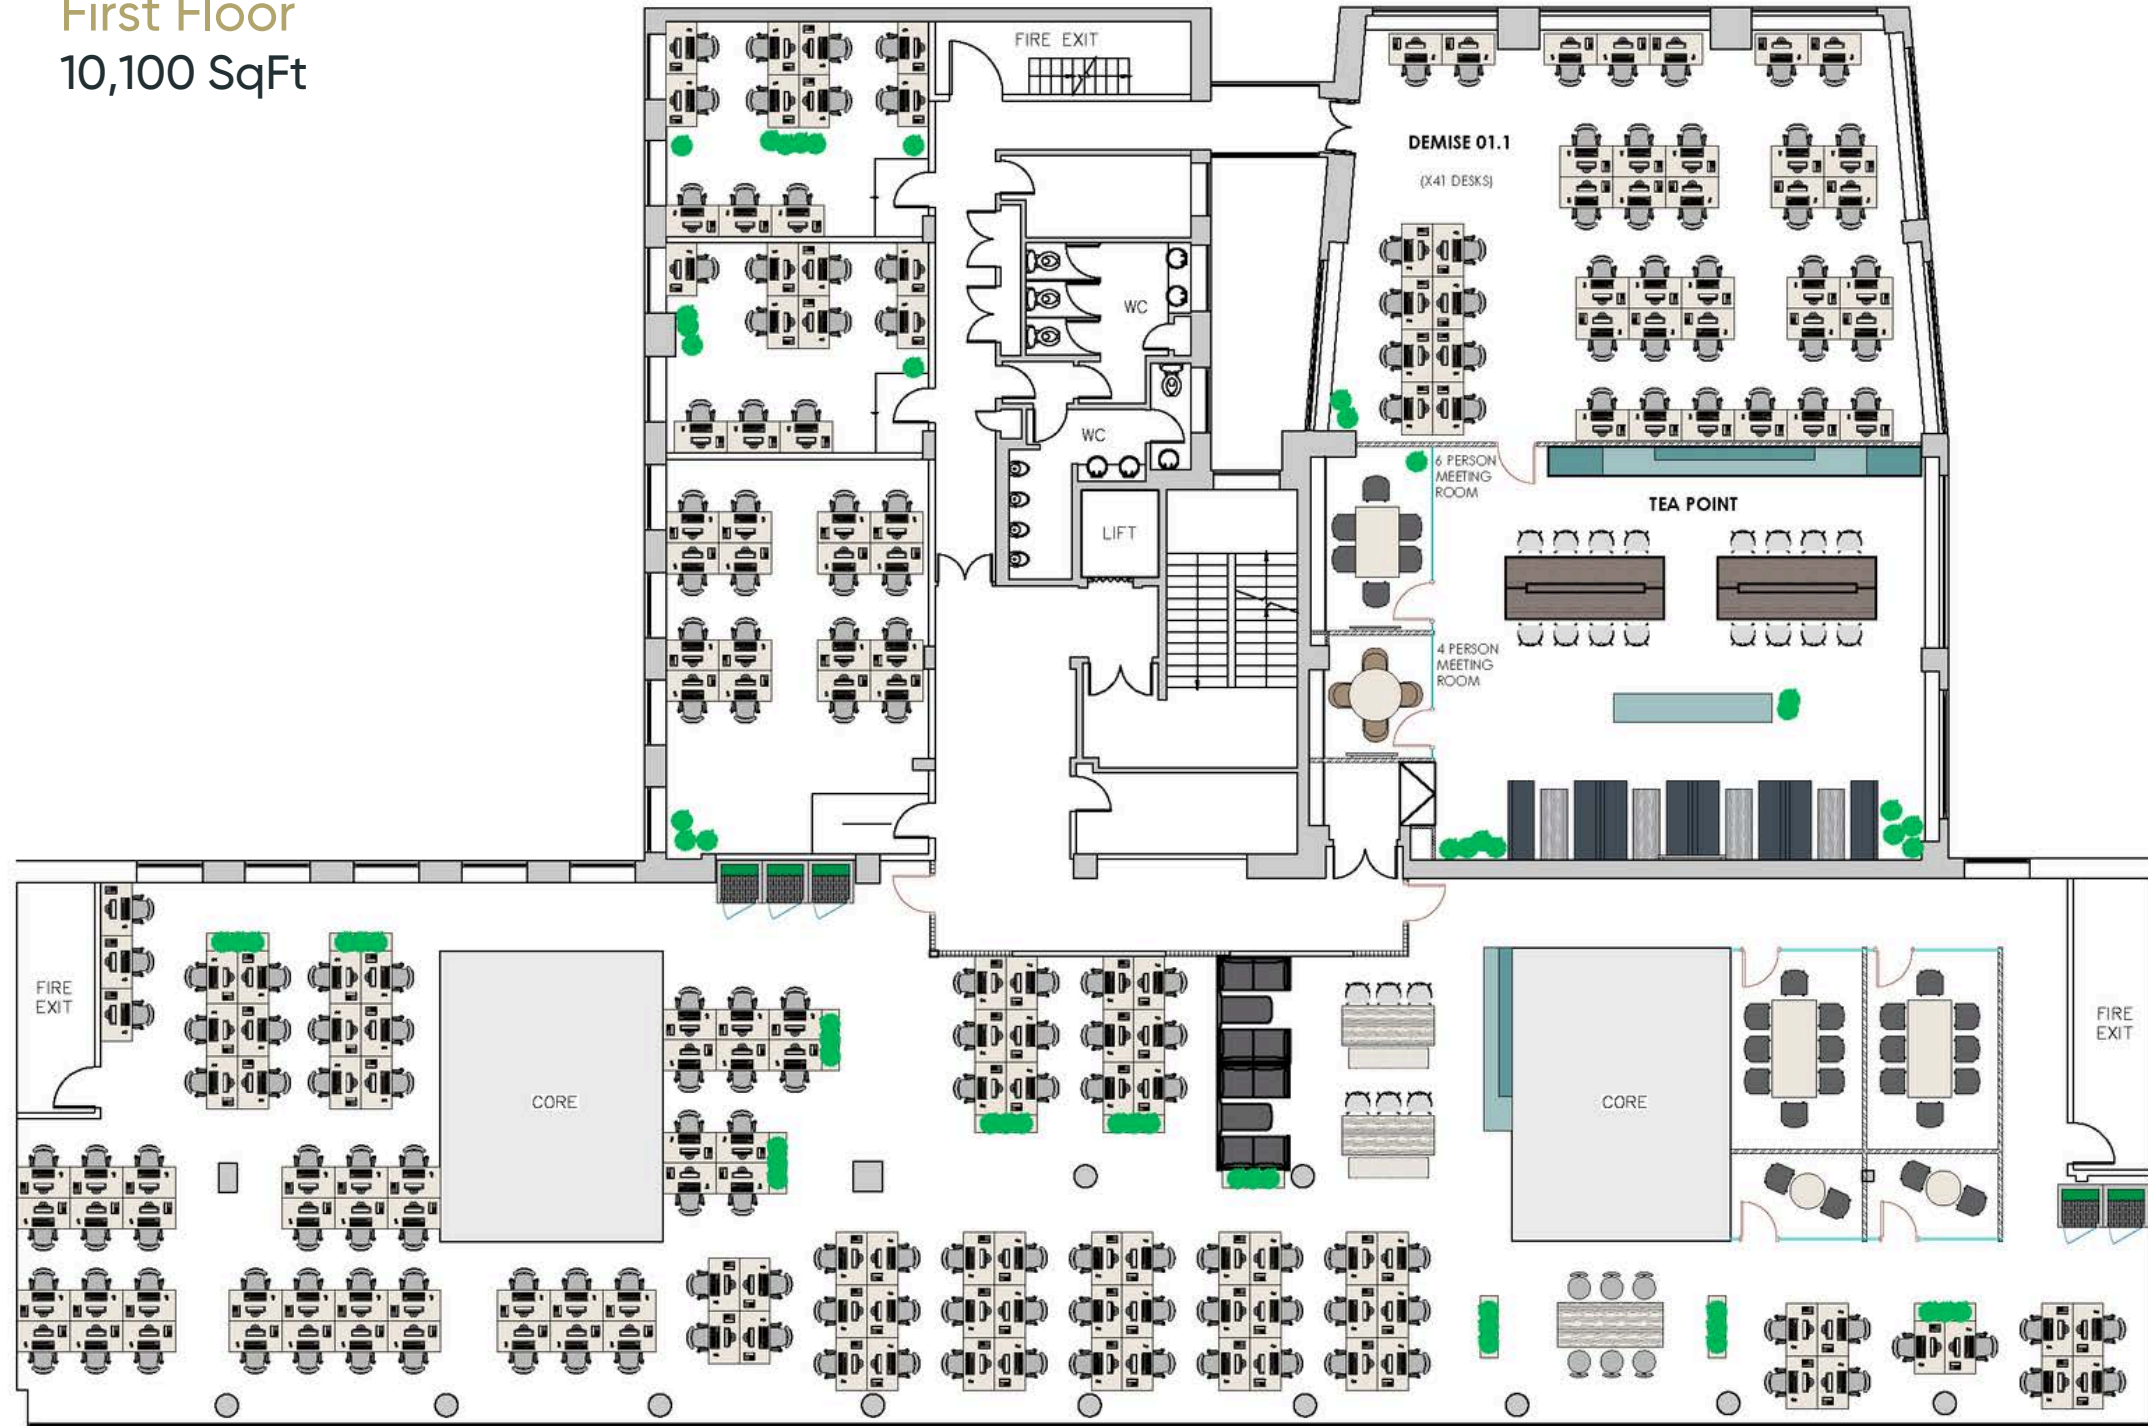 First Floor
10,100 SqFt
FIRE EXIT
DEMISE 01.1
(X41 DESKS)
WC
WC
LIFT
6 PERSON
MEETING
ROOM
TEA POINT
4 PERSON
MEETING
ROOM
FIRE
EXIT
CORE
CORE
FIRE
EXIT